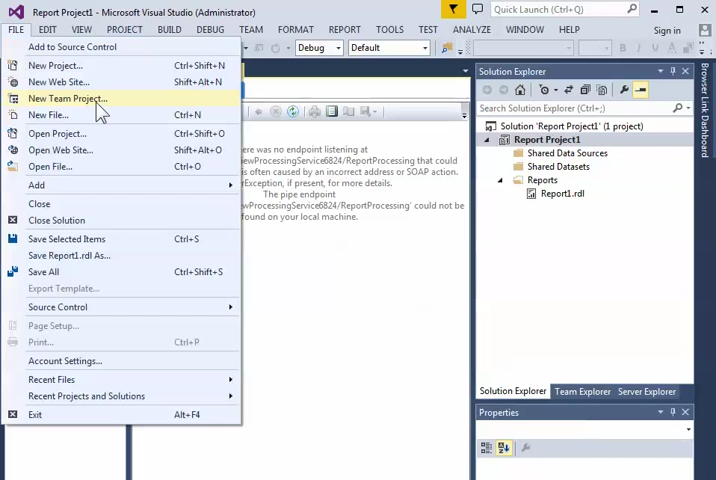 Report Project1 - Microsoft Visual Studio (Administrator)
Quick Launch (Ctrl+Q)
FILE EDIT VIEW PROJECT BUILD DEBUG TEAM FORMAT REPORT TOOLS TEST ANALYZE WINDOW HELP Sign in
Debug Default
Add to Source Control
New Project... Ctrl+Shift+N
New Web Site... Shift+Alt+N
New Team Project...
New File... Ctrl+N
Open Project... Ctrl+Shift+O
Open Web Site... Shift+Alt+O
Open File... Ctrl+O
Add
Close
Close Solution
Save Selected Items Ctrl+S
Save Report1.rdl As...
Save All Ctrl+Shift+S
Export Template...
Source Control
Page Setup...
Print... Ctrl+P
Account Settings...
Recent Files
Recent Projects and Solutions
Exit Alt+F4
here was no endpoint listening at
ewProcessingService6824/ReportProcessing that could
is often caused by an incorrect address or SOAP action.
rException, if present, for more details.
The pipe endpoint
ewProcessingService6824/ReportProcessing' could not be
found on your local machine.
Solution Explorer
Search Solution Explorer (Ctrl+;)
Solution 'Report Project1' (1 project)
Report Project1
Shared Data Sources
Shared Datasets
Reports
Report1.rdl
Solution Explorer Team Explorer Server Explorer
Properties
Browser Link Dashboard